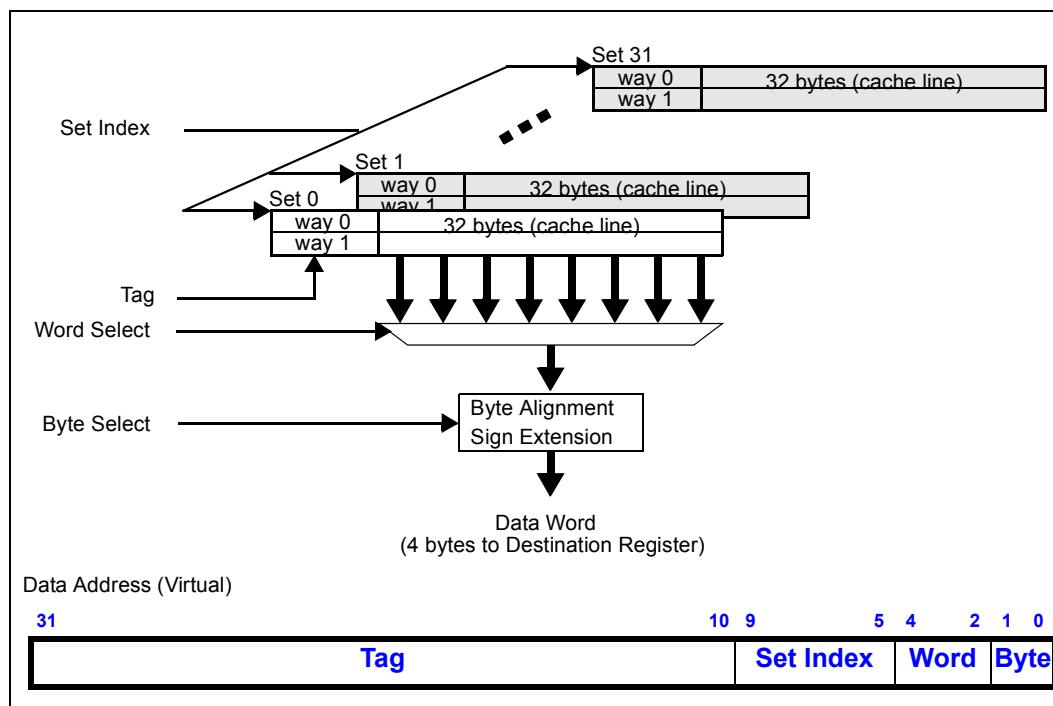 Set 31
way 0 32 bytes (cache line)
way 1
Set Index
Set 1
way 0 32 bytes (cache line)
way 1
Set 0
way 0 32 bytes (cache line)
way 1
Tag
Word Select
Byte Select
Byte Alignment
Sign Extension
Data Word
(4 bytes to Destination Register)
Data Address (Virtual)
31 10 9 5 4 2 1 0
Tag Set Index Word Byte